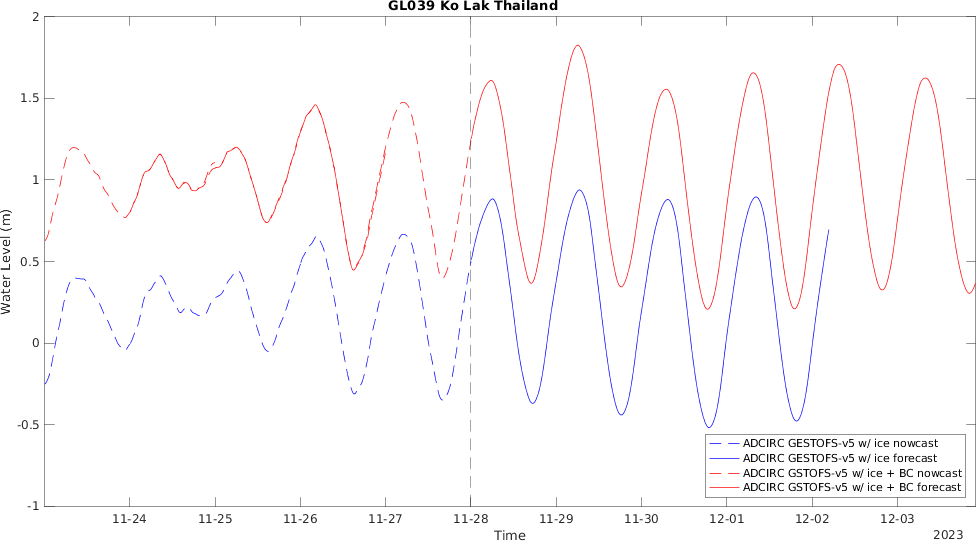 GL039 Ko Lak Thailand
2
1.5
1
0.5
0
-0.5
-1
Water Level (m)
11-24 11-25 11-26 11-27 11-28 11-29 11-30 12-01 12-02 12-03
Time
2023
ADCIRC GESTOFS-v5 w/ ice nowcast
ADCIRC GESTOFS-v5 w/ ice forecast
ADCIRC GSTOFS-v5 w/ ice + BC nowcast
ADCIRC GSTOFS-v5 w/ ice + BC forecast